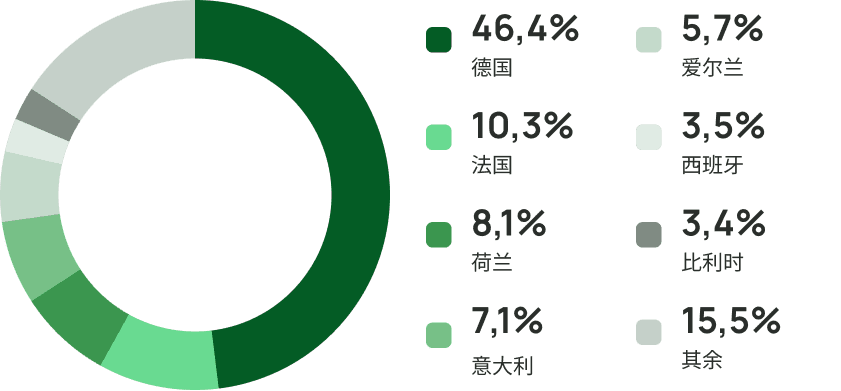 46,4%
德国
10,3%
法国
8,1%
荷兰
7,1%
意大利
5,7%
爱尔兰
3,5%
西班牙
3,4%
比利时
15,5%
其余